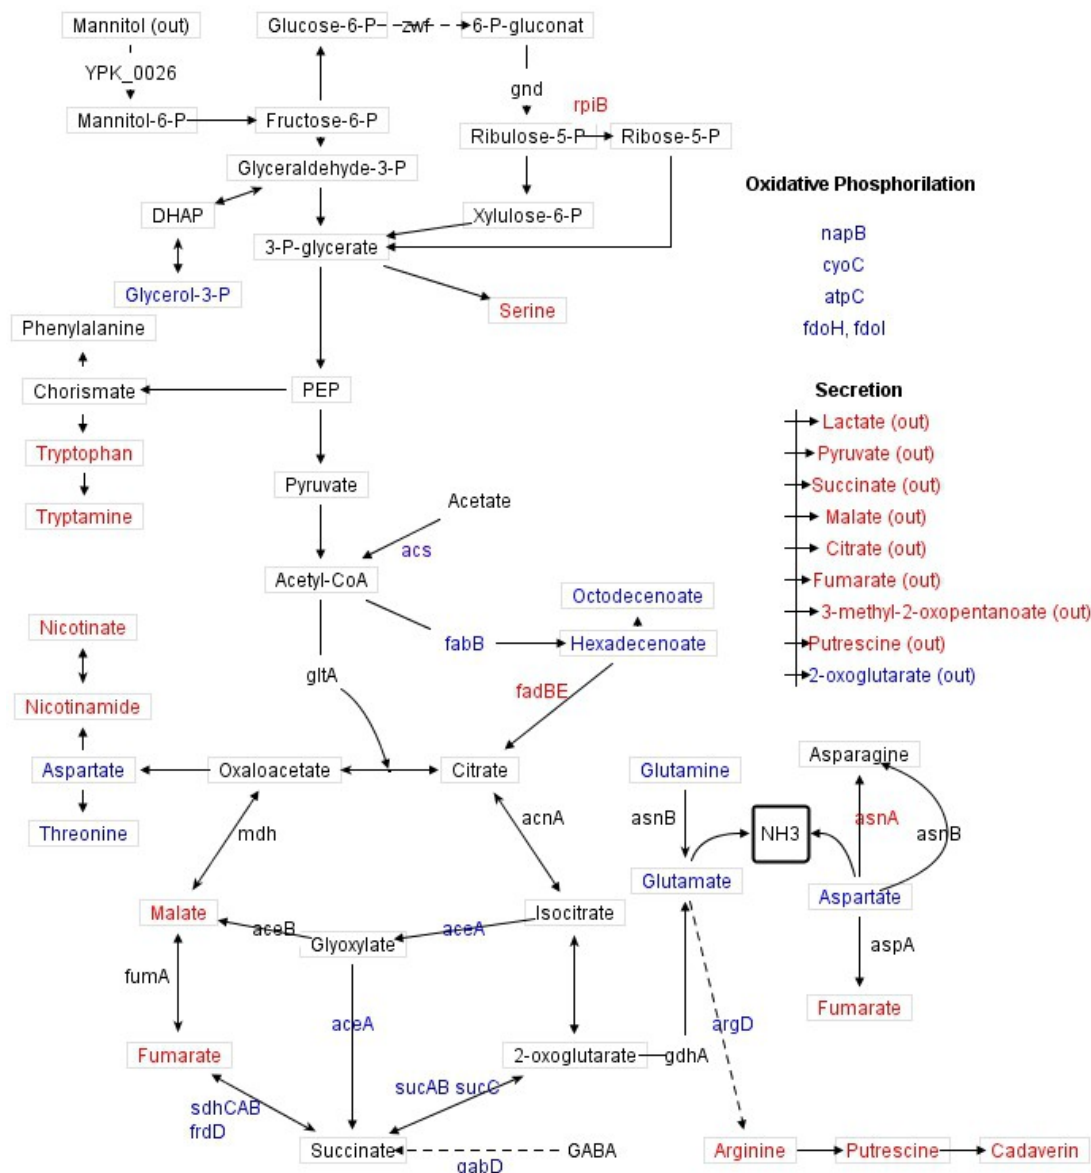 Mannitol (out)
Glucose-6-P
zwf
6-P-gluconat
YPK_0026
gnd
rpiB
Mannitol-6-P
Fructose-6-P
Ribulose-5-P
Ribose-5-P
Glyceraldehyde-3-P
DHAP
Xylulose-6-P
3-P-glycerate
Glycerol-3-P
Serine
Phenylalanine
Chorismate
PEP
Tryptophan
Pyruvate
Tryptamine
Acetate
acs
Acetyl-CoA
Octodecenoate
fabB
Hexadecenoate
Nicotinate
gltA
fadBE
Nicotinamide
Aspartate
Oxaloacetate
Citrate
Threonine
mdh
acnA
Malate
aceB
Glyoxylate
aceA
Isocitrate
fumA
aceA
Fumarate
2-oxoglutarate
gdhA
sdhCAB
frdD
sucAB sucC
Succinate
gabD
GABA
Oxidative Phosphorilation
napB
cyoC
atpC
fdoH, fdoI
Secretion
Lactate (out)
Pyruvate (out)
Succinate (out)
Malate (out)
Citrate (out)
Fumarate (out)
3-methyl-2-oxopentanoate (out)
Putrescine (out)
2-oxoglutarate (out)
Glutamine
Asparagine
asnB
NH3
asnA
asnB
Glutamate
Aspartate
aspA
Fumarate
argD
Arginine
Putrescine
Cadaverin